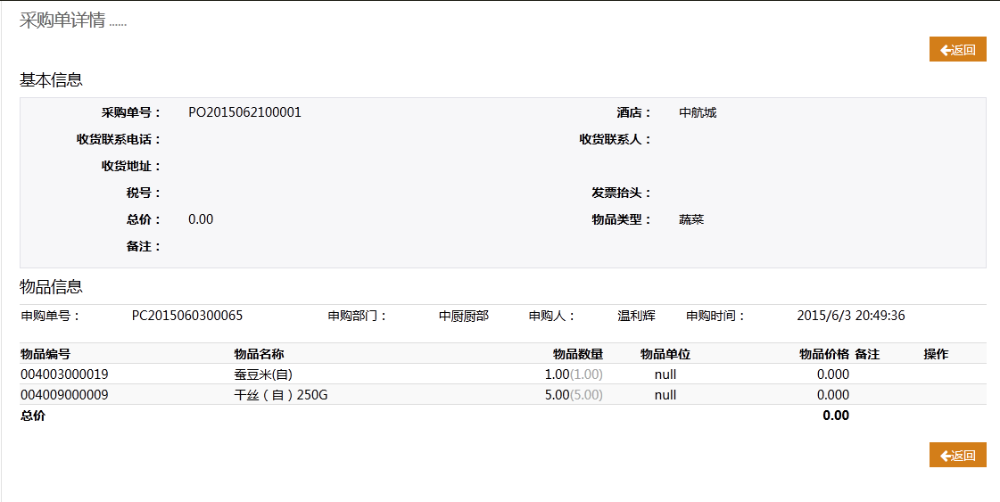 采购单详情 ......
返回
基本信息
采购单号： PO2015062100001 酒店： 中航城
收货联系电话： 收货联系人：
收货地址：
税号： 发票抬头：
总价： 0.00 物品类型： 蔬菜
备注：
物品信息
申购单号： PC2015060300065 申购部门： 中厨厨部 申购人： 温利辉 申购时间： 2015/6/3 20:49:36
物品编号 物品名称 物品数量 物品单位 物品价格 备注 操作
004003000019 蚕豆米(自) 1.00(1.00) null 0.000
004009000009 干丝（自）250G 5.00(5.00) null 0.000
总价 0.00
返回